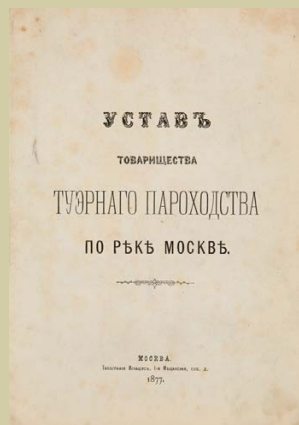 УСТАВЪ
ТОВАРИЩЕСТВА
ТУЭРНАГО ПАРОХОДСТВА
ПО РѢКѢ МОСКВѢ.
МОСКВА.
1877.